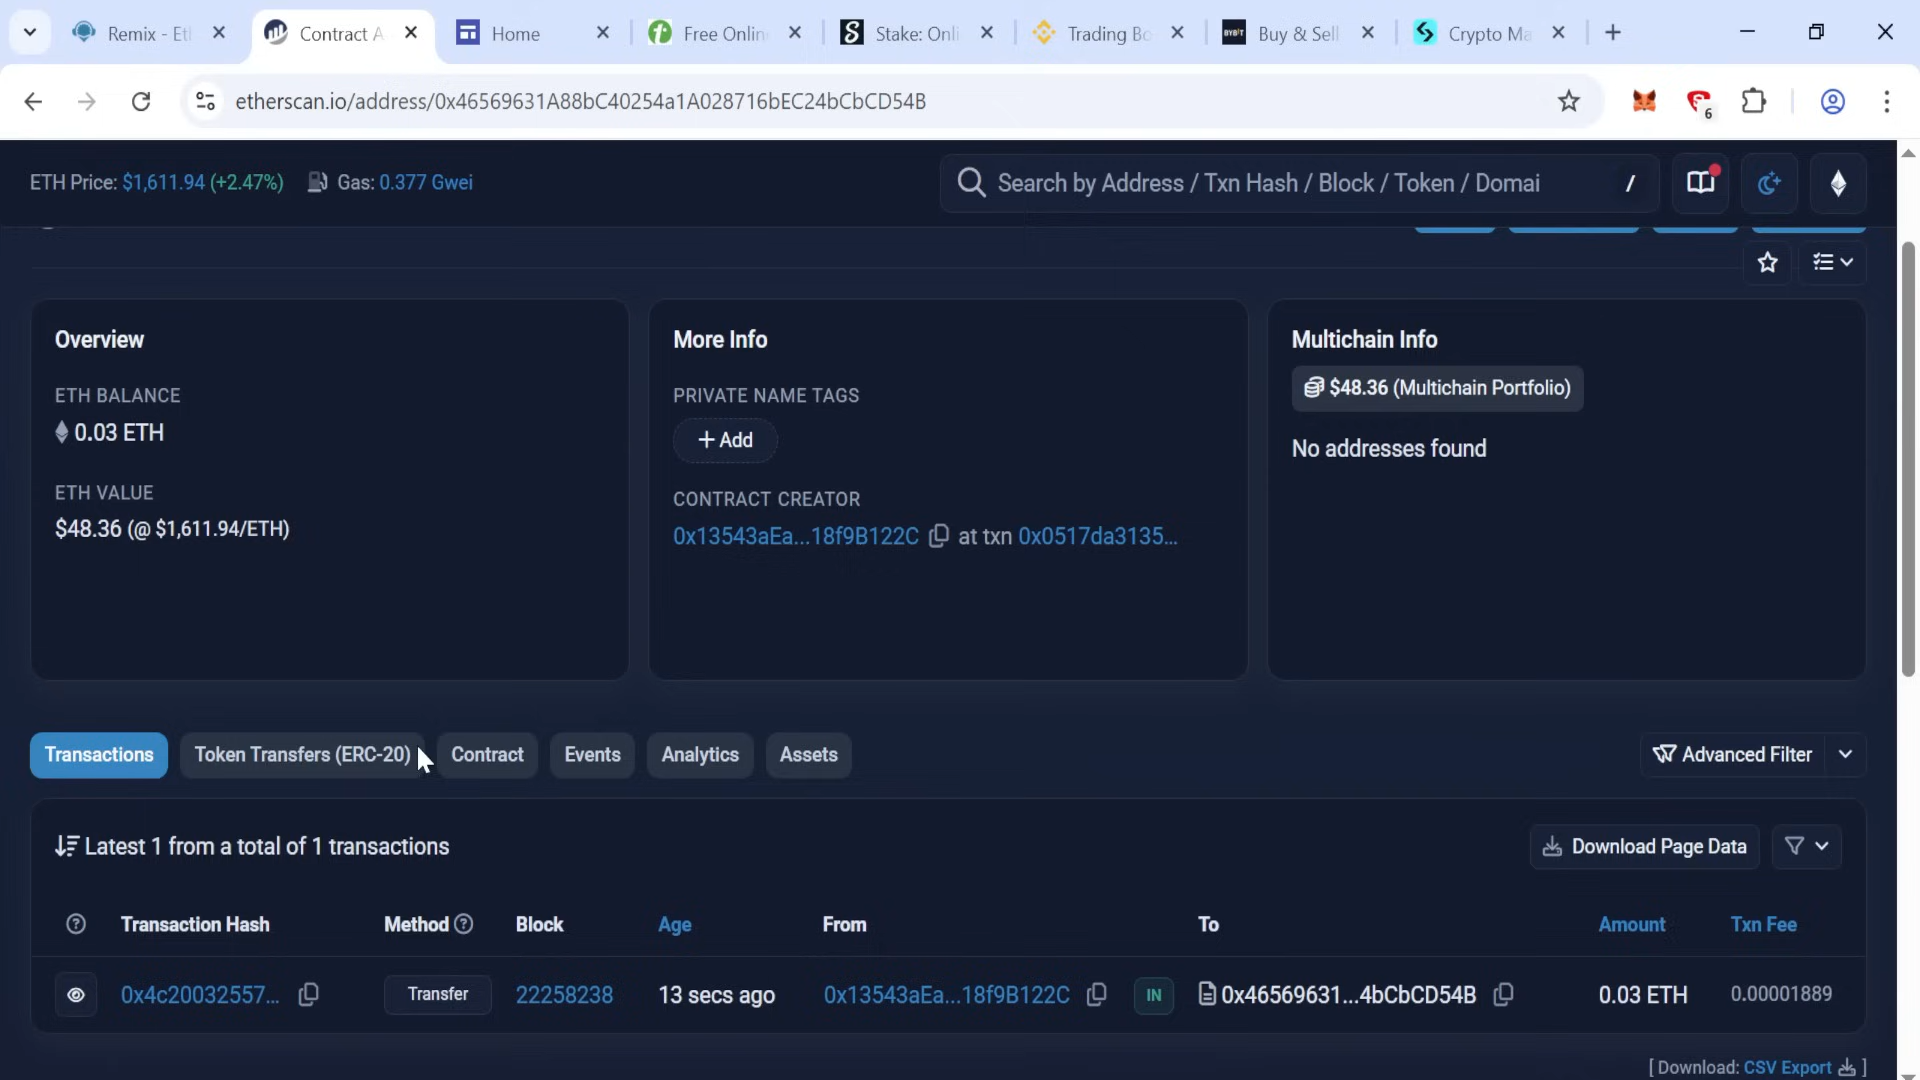 Remix - Et
Contract A
Home
Free Onlin
Stake: Onli
Trading Bo
BYBIT
Buy & Sell
Crypto Ma
etherscan.io/address/0x46569631A88bC40254a1A028716bEC24bCbCD54B
6
ETH Price: $1,611.94 (+2.47%) Gas: 0.377 Gwei
Search by Address / Txn Hash / Block / Token / Domai /
Overview
ETH BALANCE
0.03 ETH
ETH VALUE
$48.36 (@ $1,611.94/ETH)
More Info
PRIVATE NAME TAGS
+ Add
CONTRACT CREATOR
0x13543aEa...18f9B122C at txn 0x0517da3135...
Multichain Info
$48.36 (Multichain Portfolio)
No addresses found
Transactions Token Transfers (ERC-20) Contract Events Analytics Assets Advanced Filter
Latest 1 from a total of 1 transactions
Download Page Data
Transaction Hash Method Block Age From To Amount Txn Fee
0x4c20032557... Transfer 22258238 13 secs ago 0x13543aEa...18f9B122C IN 0x46569631...4bCbCD54B 0.03 ETH 0.00001889
[ Download: CSV Export ]